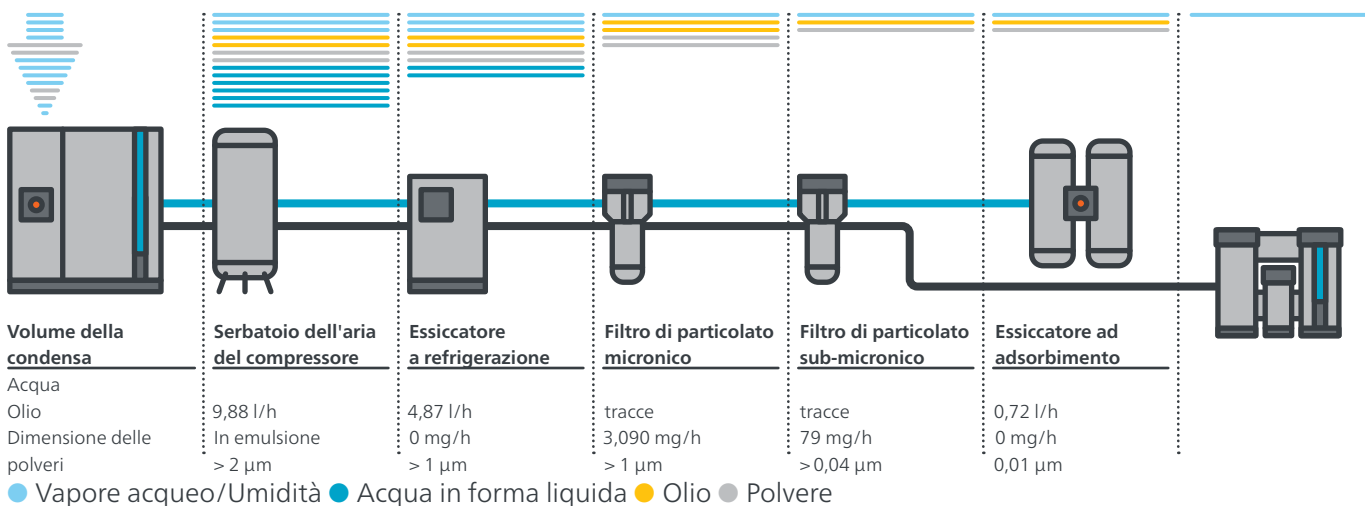 Volume della
condensa
Serbatoio dell'aria
del compressore
Essiccatore
a refrigerazione
Filtro di particolato
micronico
Filtro di particolato
sub-micronico
Essiccatore ad
adsorbimento
Acqua
Olio
Dimensione delle
polveri
9,88 l/h
In emulsione
> 2 µm
4,87 l/h
0 mg/h
> 1 µm
tracce
3,090 mg/h
> 1 µm
tracce
79 mg/h
> 0,04 µm
0,72 l/h
0 mg/h
0,01 µm
Vapore acqueo/Umidità Acqua in forma liquida Olio Polvere